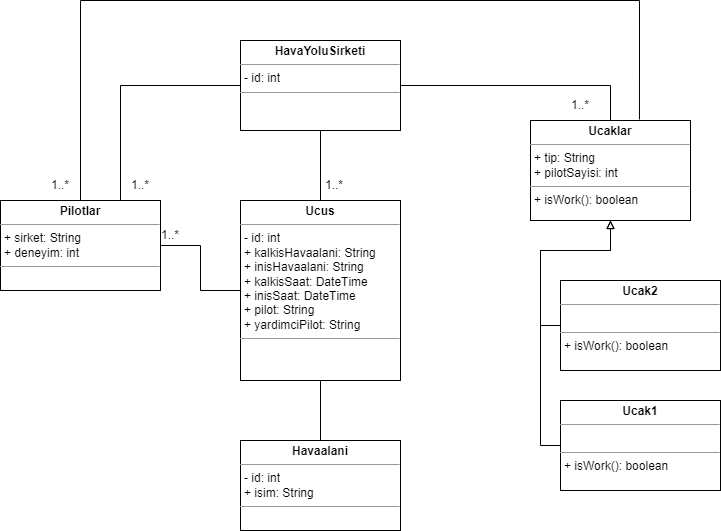 HavaYoluSirketi
- id: int
1..*
Ucaklar
+ tip: String
+ pilotSayisi: int
+ isWork(): boolean
1..*
1..*
1..*
Pilotlar
+ sirket: String
+ deneyim: int
1..*
Ucus
- id: int
+ kalkisHavaalani: String
+ inisHavaalani: String
+ kalkisSaat: DateTime
+ inisSaat: DateTime
+ pilot: String
+ yardimciPilot: String
Ucak2
+ isWork(): boolean
Ucak1
+ isWork(): boolean
Havaalani
- id: int
+ isim: String